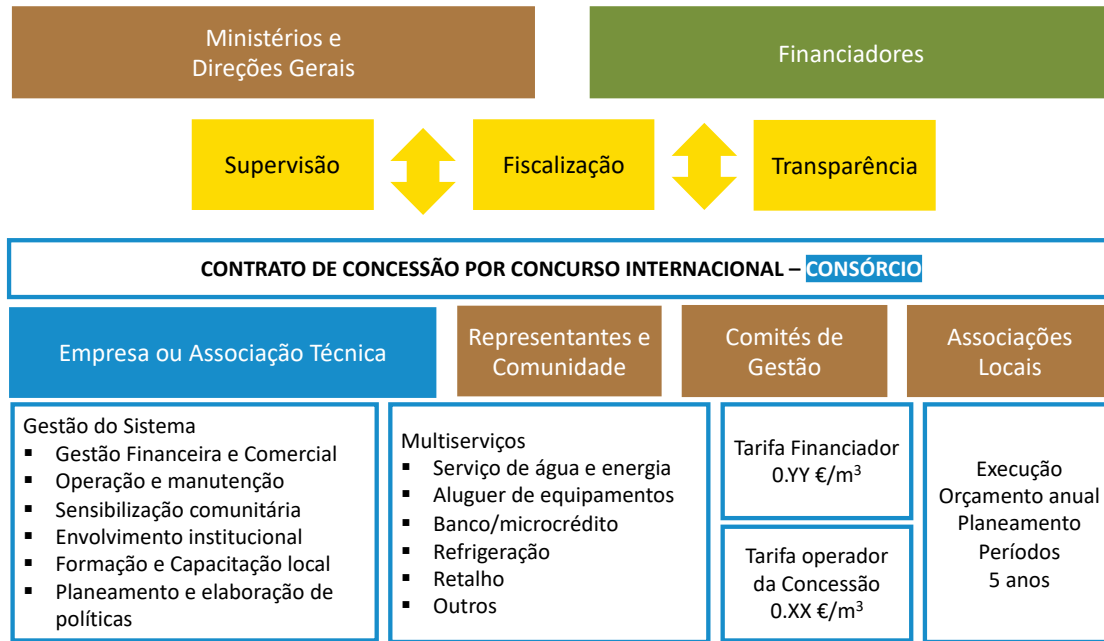 Ministérios e
Direções Gerais
Financiadores
Supervisão
Fiscalização
Transparência
CONTRATO DE CONCESSÃO POR CONCURSO INTERNACIONAL – CONSÓRCIO
Empresa ou Associação Técnica
Representantes e
Comunidade
Comités de
Gestão
Associações
Locais
Gestão do Sistema
▪ Gestão Financeira e Comercial
▪ Operação e manutenção
▪ Sensibilização comunitária
▪ Envolvimento institucional
▪ Formação e Capacitação local
▪ Planeamento e elaboração de
políticas
Multiserviços
▪ Serviço de água e energia
▪ Aluguer de equipamentos
▪ Banco/microcrédito
▪ Refrigeração
▪ Retalho
▪ Outros
Tarifa Financiador
0.YY €/m³
Tarifa operador
da Concessão
0.XX €/m³
Execução
Orçamento anual
Planeamento
Períodos
5 anos